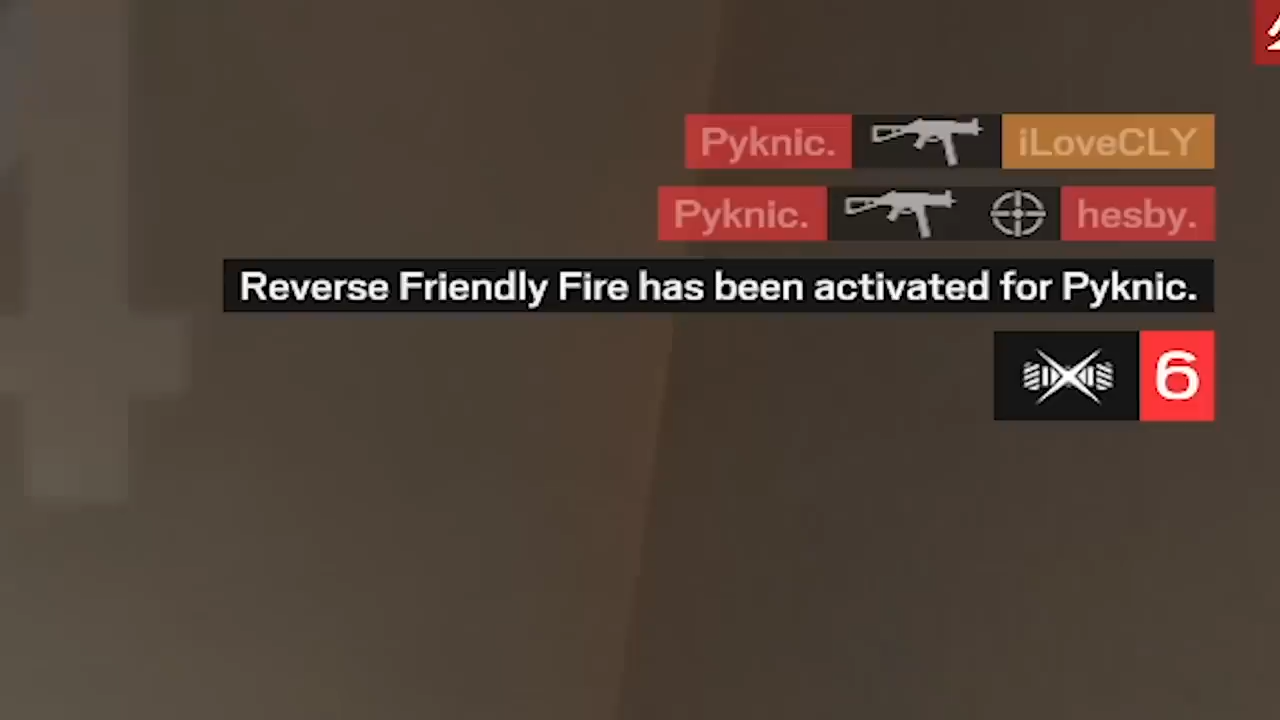 Pyknic. iLoveCLY
Pyknic. hesby.
Reverse Friendly Fire has been activated for Pyknic.
6